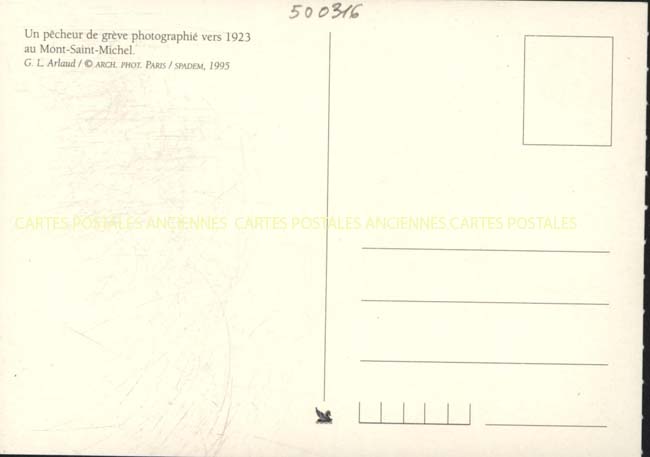 500316
Un pêcheur de grève photographié vers 1923
au Mont-Saint-Michel.
G. L. Arlaud / © ARCH. PHOT. PARIS / SPADEM, 1995
CARTES POSTALES ANCIENNES CARTES POSTALES ANCIENNES CARTES POSTALES